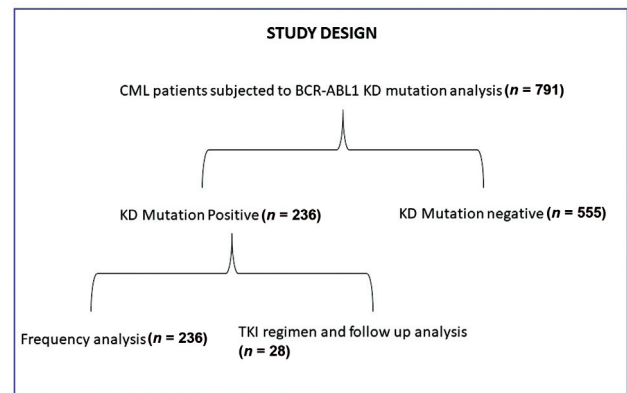 STUDY DESIGN
CML patients subjected to BCR-ABL1 KD mutation analysis (n = 791)
KD Mutation Positive (n = 236)
KD Mutation negative (n = 555)
Frequency analysis (n = 236)
TKI regimen and follow up analysis
(n = 28)